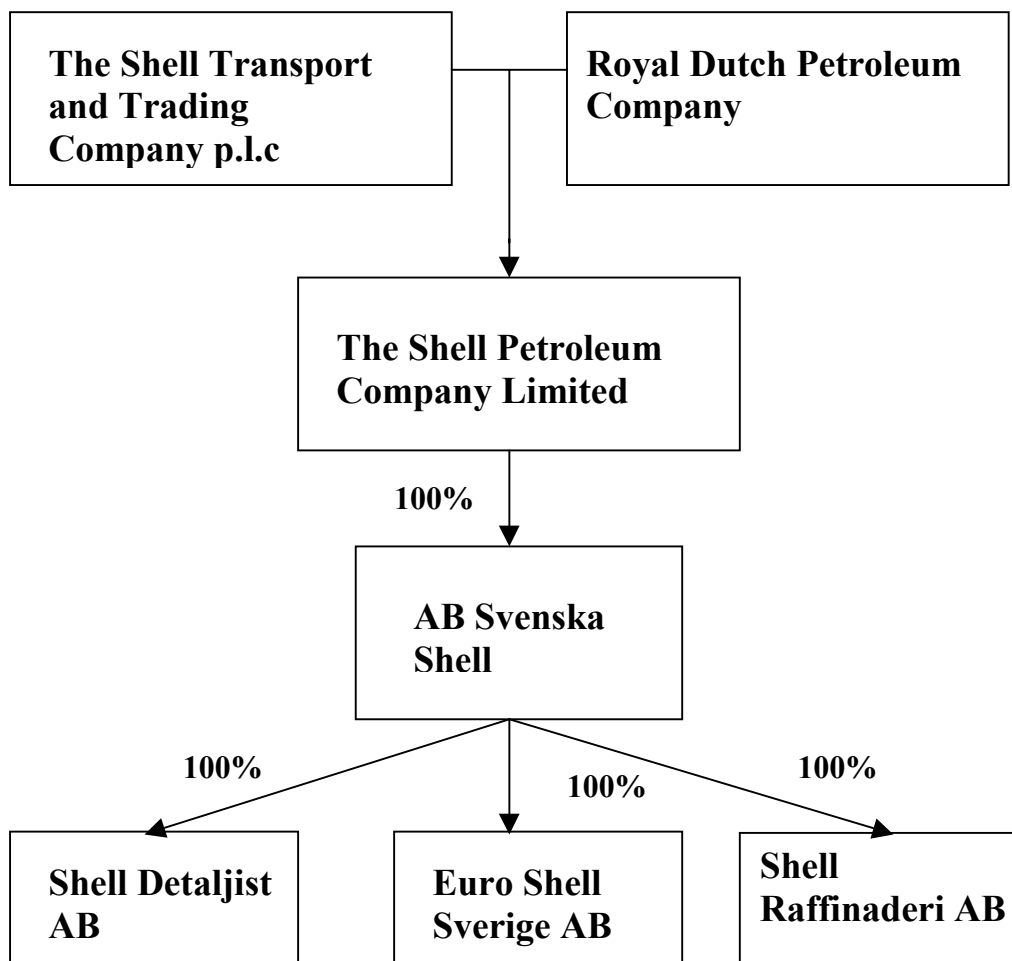 The Shell Transport
and Trading
Company p.l.c
Royal Dutch Petroleum
Company
The Shell Petroleum
Company Limited
100%
AB Svenska
Shell
100%
100%
100%
Shell Detaljist
AB
Euro Shell
Sverige AB
Shell
Raffinaderi AB